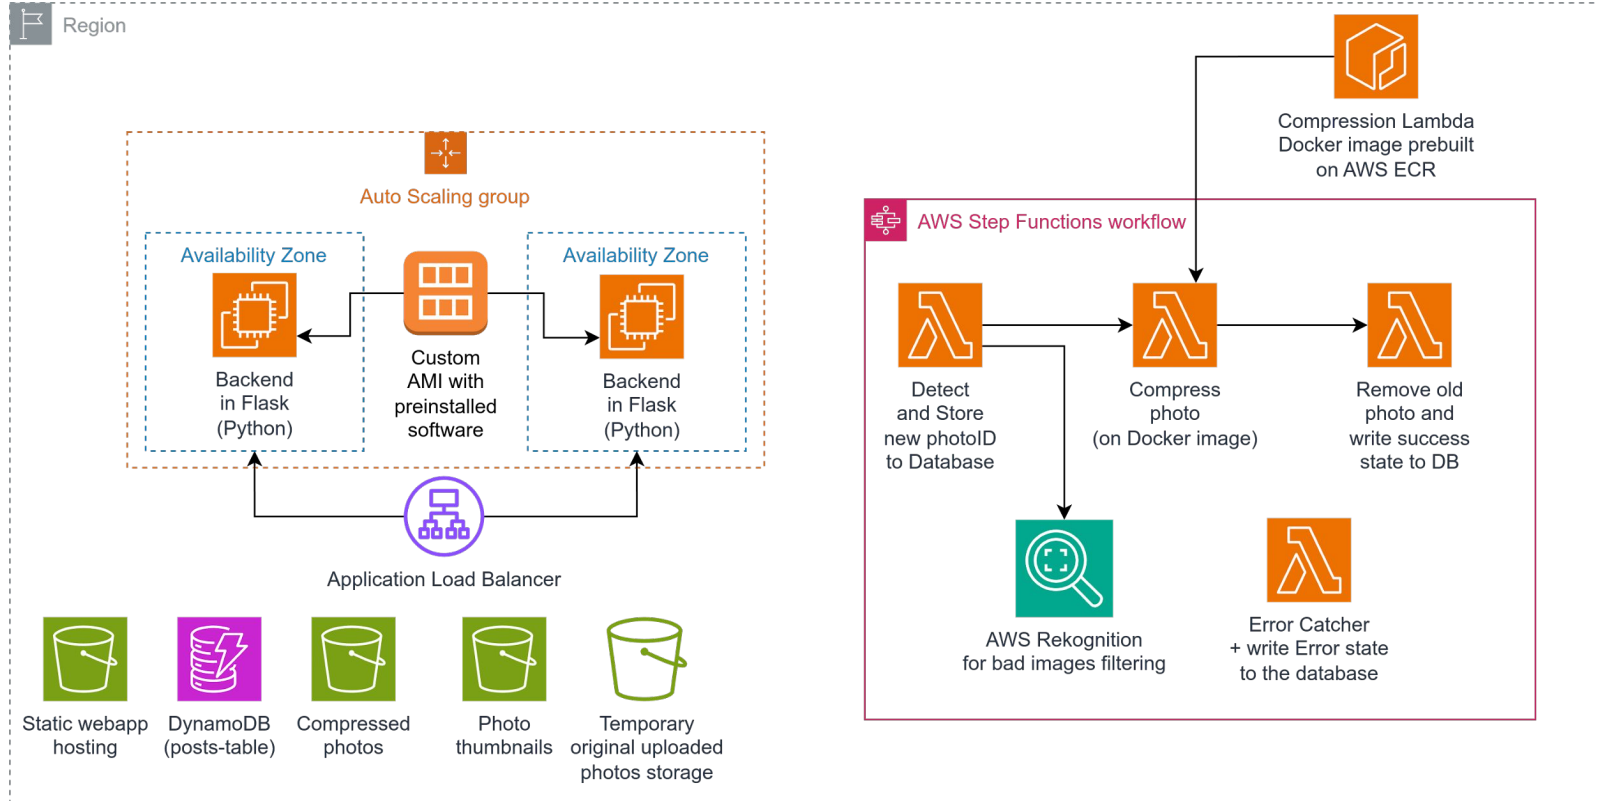 Region
Compression Lambda
Docker image prebuilt
on AWS ECR
Auto Scaling group
Availability Zone
Availability Zone
Backend
in Flask
(Python)
Custom
AMI with
preinstalled
software
Backend
in Flask
(Python)
Application Load Balancer
AWS Step Functions workflow
Detect
and Store
new photoID
to Database
Compress
photo
(on Docker image)
Remove old
photo and
write success
state to DB
AWS Rekognition
for bad images filtering
Error Catcher
+ write Error state
to the database
Static webapp
hosting
DynamoDB
(posts-table)
Compressed
photos
Photo
thumbnails
Temporary
original uploaded
photos storage